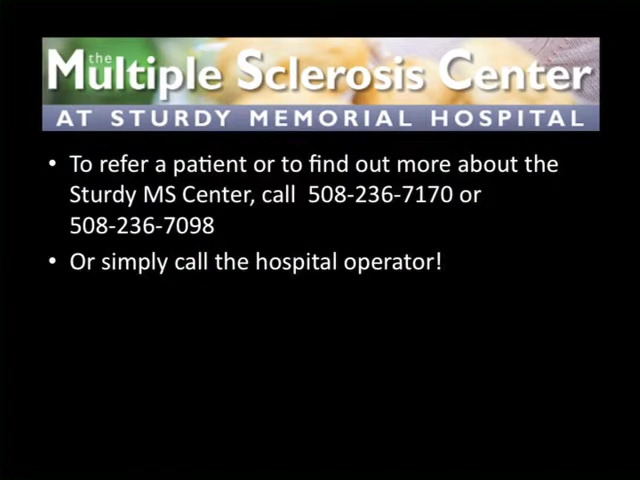 the
Multiple Sclerosis Center
AT STURDY MEMORIAL HOSPITAL
• To refer a patient or to find out more about the
Sturdy MS Center, call  508-236-7170 or
508-236-7098
• Or simply call the hospital operator!